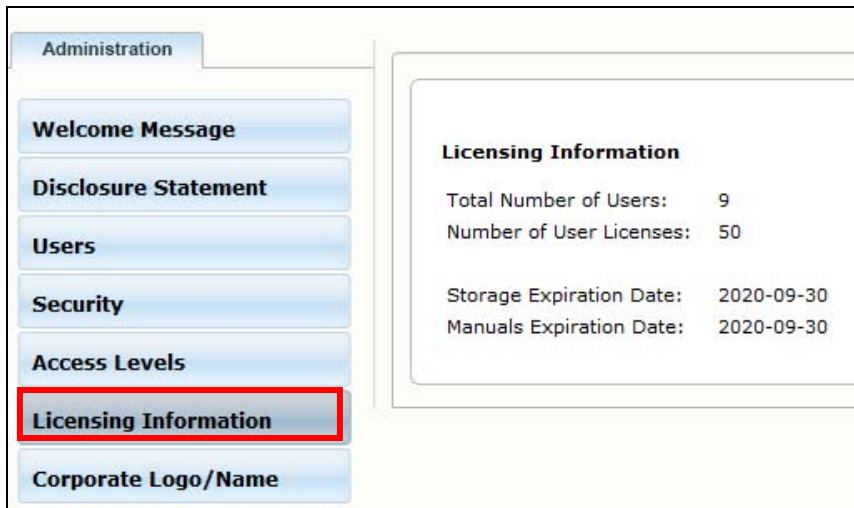 Administration
Welcome Message
Disclosure Statement
Users
Security
Access Levels
Licensing Information
Corporate Logo/Name
Licensing Information
Total Number of Users: 9
Number of User Licenses: 50
Storage Expiration Date: 2020-09-30
Manuals Expiration Date: 2020-09-30